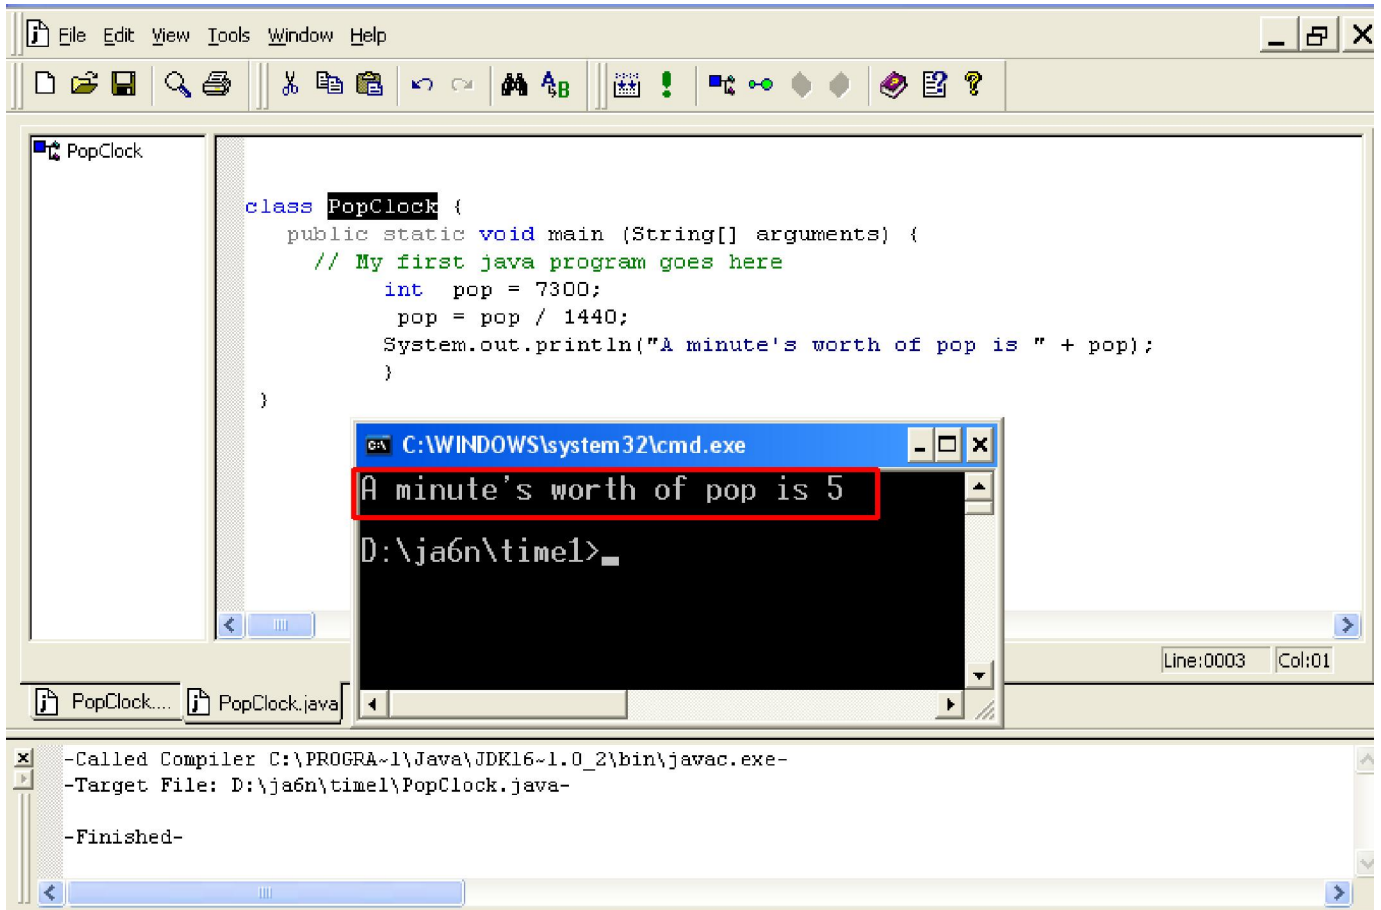 File Edit View Tools Window Help
PopClock
class PopClock {
public static void main (String[] arguments) {
// My first java program goes here
int pop = 7300;
pop = pop / 1440;
System.out.println("A minute's worth of pop is " + pop);
}
}
C:\WINDOWS\system32\cmd.exe
A minute's worth of pop is 5
D:\ja6n\time1>_
Line:0003 Col:01
PopClock.... PopClock.java
-Called Compiler C:\PROGRA~1\Java\JDK16~1.0_2\bin\javac.exe-
-Target File: D:\ja6n\time1\PopClock.java-
-Finished-